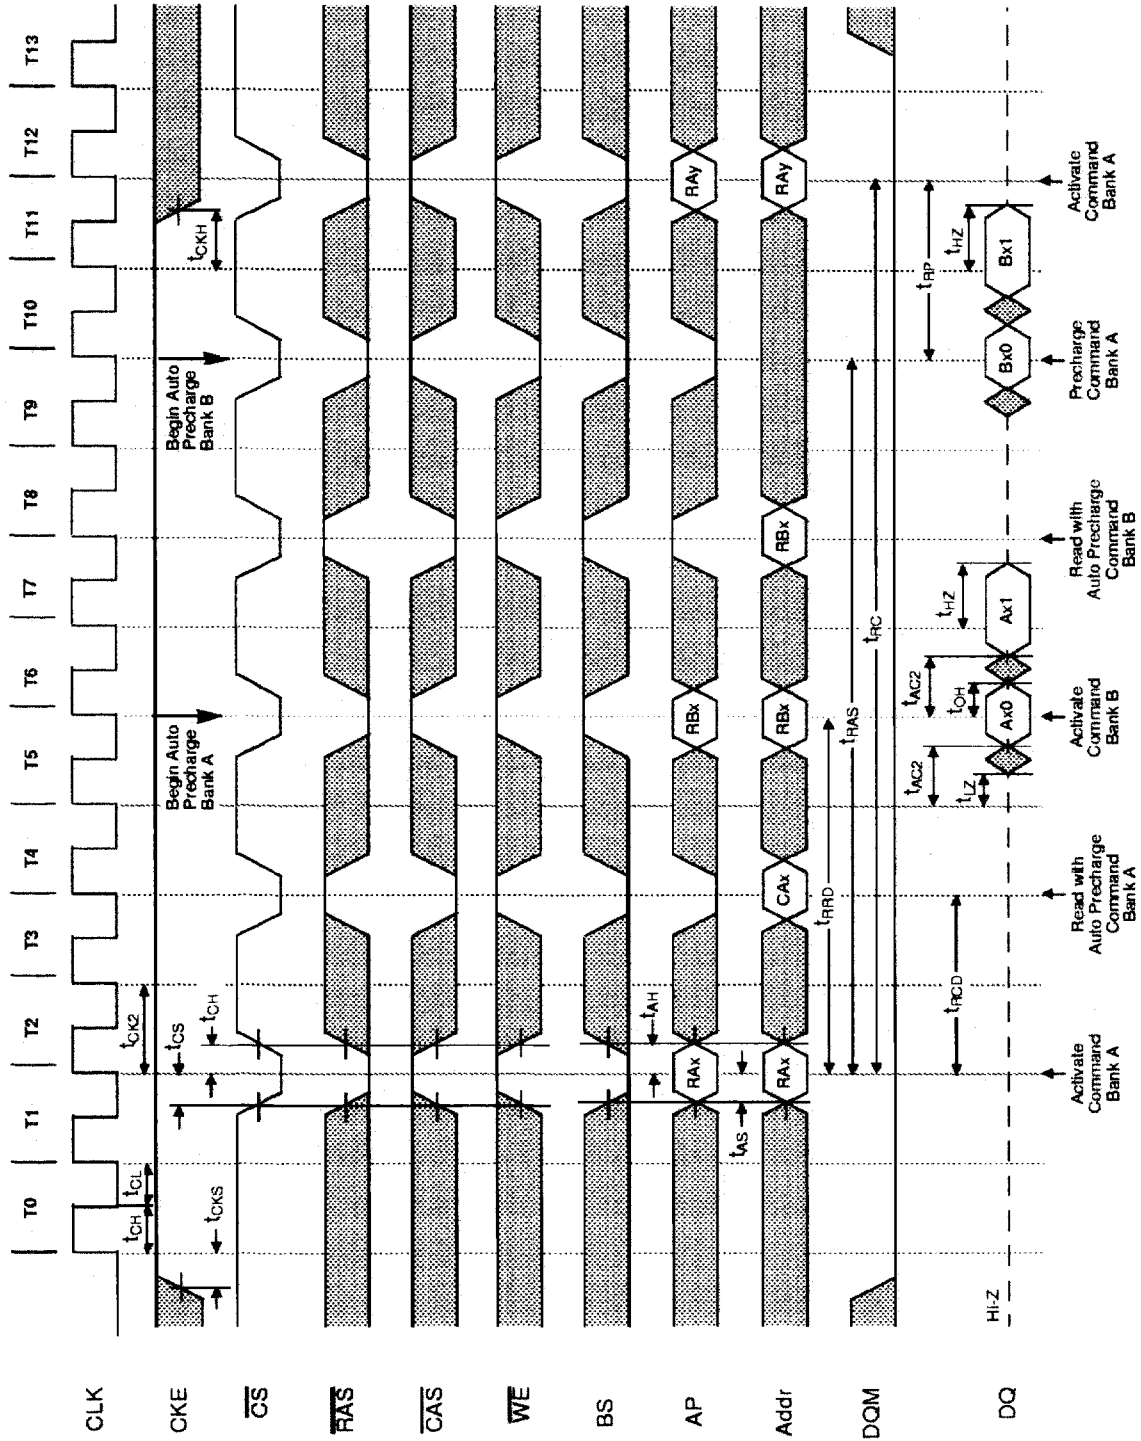 T0 T1 T2 T3 T4 T5 T6 T7 T8 T9 T10 T11 T12 T13
CLK
tCH tCL tCK2
CKE
tCKS tCS tCH
Begin Auto
Precharge
Bank A
Begin Auto
Precharge
Bank B
tCKH
CS
RAS
CAS
WE
BS
tAH
AP
RAx RBx RAy
tAS
Addr
RAx CAx RBx RBx RAy
tRRD
tRAS
tRC
DQM
tRP
tRCD
tAC2 tAC2
tLZ tOH tHZ tHZ
DQ
Hi-Z
Ax0 Ax1 Bx0 Bx1
Activate
Command
Bank A
Read with
Auto Precharge
Command
Bank A
Activate
Command
Bank B
Read with
Auto Precharge
Command
Bank B
Precharge
Command
Bank A
Activate
Command
Bank A